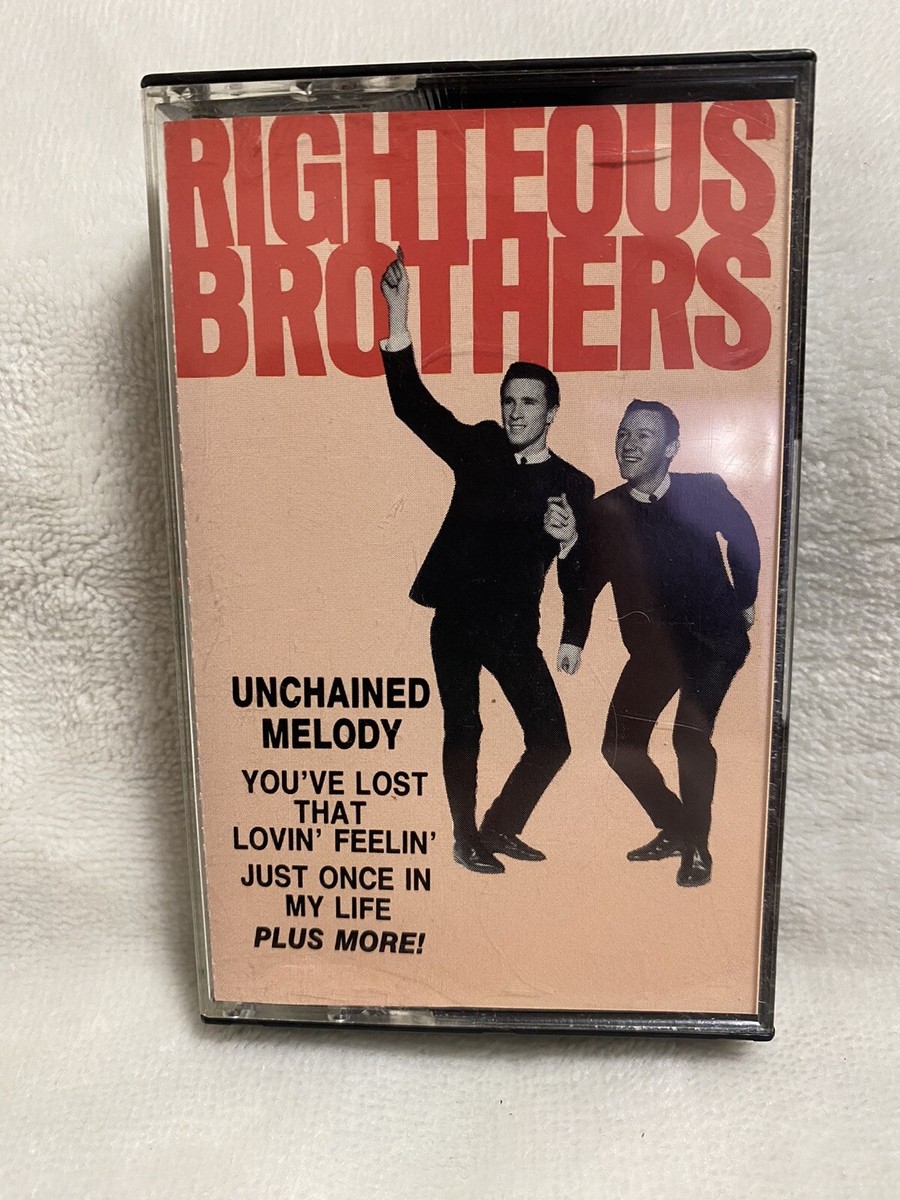 RIGHTEOUS
BROTHERS
UNCHAINED
MELODY
YOU'VE LOST
THAT
LOVIN' FEELIN'
JUST ONCE IN
MY LIFE
PLUS MORE!